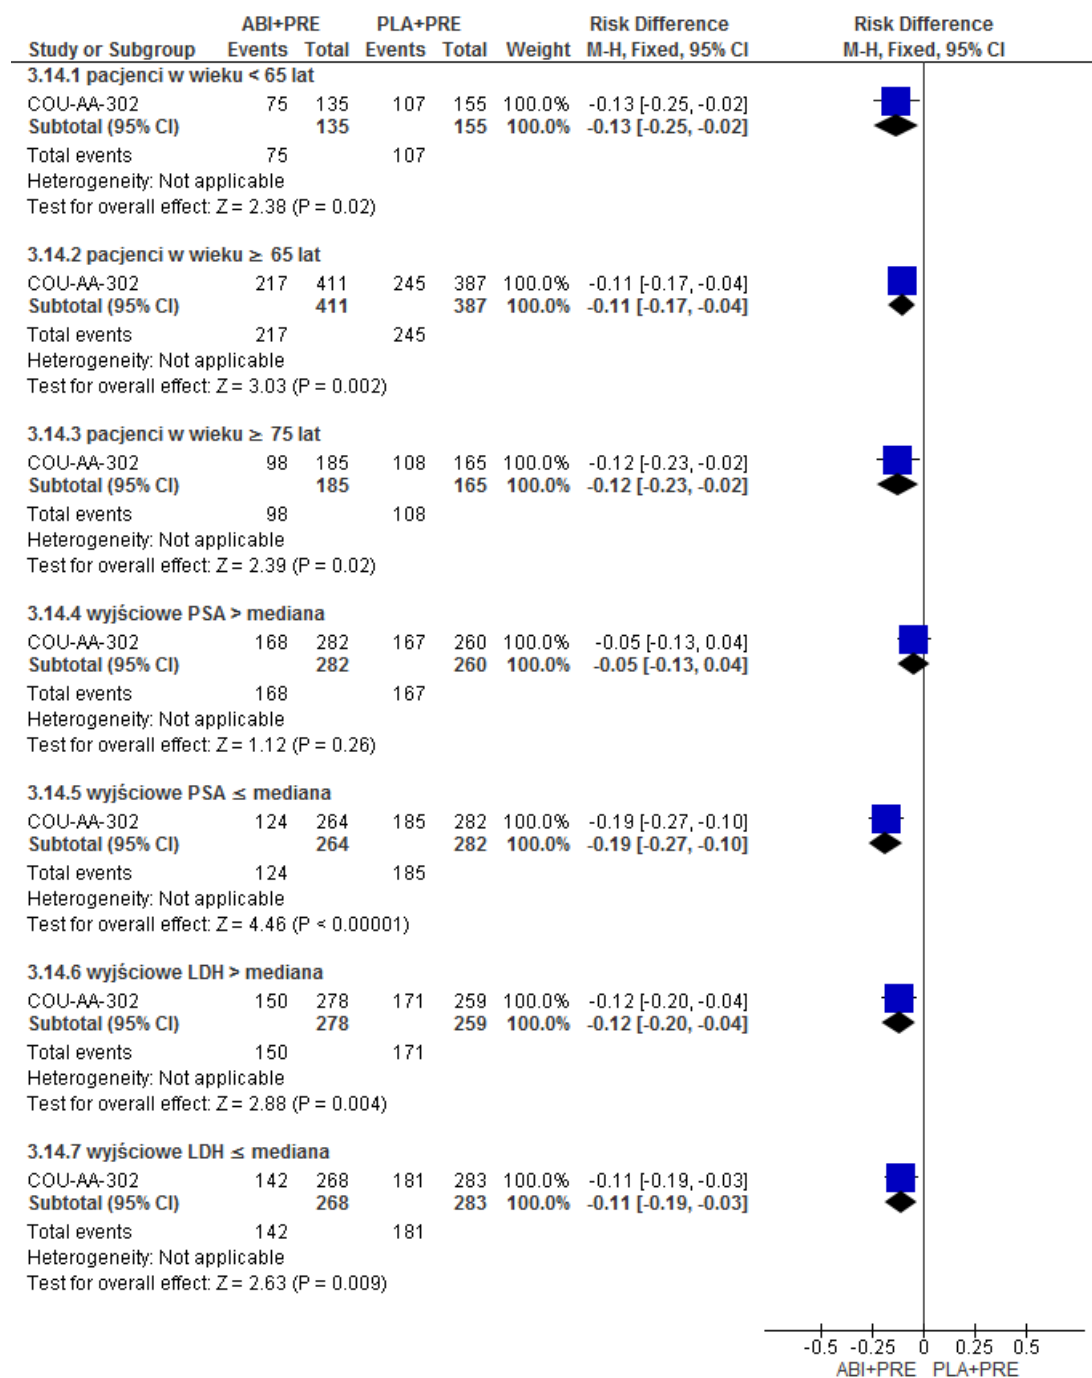 ABI+PRE PLA+PRE Risk Difference Risk Difference
Study or Subgroup Events Total Events Total Weight M-H, Fixed, 95% CI M-H, Fixed, 95% CI
3.14.1 pacjenci w wieku < 65 lat
COU-AA-302 75 135 107 155 100.0% -0.13 [-0.25, -0.02]
Subtotal (95% CI) 135 155 100.0% -0.13 [-0.25, -0.02]
Total events 75 107
Heterogeneity: Not applicable
Test for overall effect: Z = 2.38 (P = 0.02)
3.14.2 pacjenci w wieku ≥ 65 lat
COU-AA-302 217 411 245 387 100.0% -0.11 [-0.17, -0.04]
Subtotal (95% CI) 411 387 100.0% -0.11 [-0.17, -0.04]
Total events 217 245
Heterogeneity: Not applicable
Test for overall effect: Z = 3.03 (P = 0.002)
3.14.3 pacjenci w wieku ≥ 75 lat
COU-AA-302 98 185 108 165 100.0% -0.12 [-0.23, -0.02]
Subtotal (95% CI) 185 165 100.0% -0.12 [-0.23, -0.02]
Total events 98 108
Heterogeneity: Not applicable
Test for overall effect: Z = 2.39 (P = 0.02)
3.14.4 wyjściowe PSA > mediana
COU-AA-302 168 282 167 260 100.0% -0.05 [-0.13, 0.04]
Subtotal (95% CI) 282 260 100.0% -0.05 [-0.13, 0.04]
Total events 168 167
Heterogeneity: Not applicable
Test for overall effect: Z = 1.12 (P = 0.26)
3.14.5 wyjściowe PSA ≤ mediana
COU-AA-302 124 264 185 282 100.0% -0.19 [-0.27, -0.10]
Subtotal (95% CI) 264 282 100.0% -0.19 [-0.27, -0.10]
Total events 124 185
Heterogeneity: Not applicable
Test for overall effect: Z = 4.46 (P < 0.00001)
3.14.6 wyjściowe LDH > mediana
COU-AA-302 150 278 171 259 100.0% -0.12 [-0.20, -0.04]
Subtotal (95% CI) 278 259 100.0% -0.12 [-0.20, -0.04]
Total events 150 171
Heterogeneity: Not applicable
Test for overall effect: Z = 2.88 (P = 0.004)
3.14.7 wyjściowe LDH ≤ mediana
COU-AA-302 142 268 181 283 100.0% -0.11 [-0.19, -0.03]
Subtotal (95% CI) 268 283 100.0% -0.11 [-0.19, -0.03]
Total events 142 181
Heterogeneity: Not applicable
Test for overall effect: Z = 2.63 (P = 0.009)
-0.5 -0.25 0 0.25 0.5
ABI+PRE PLA+PRE